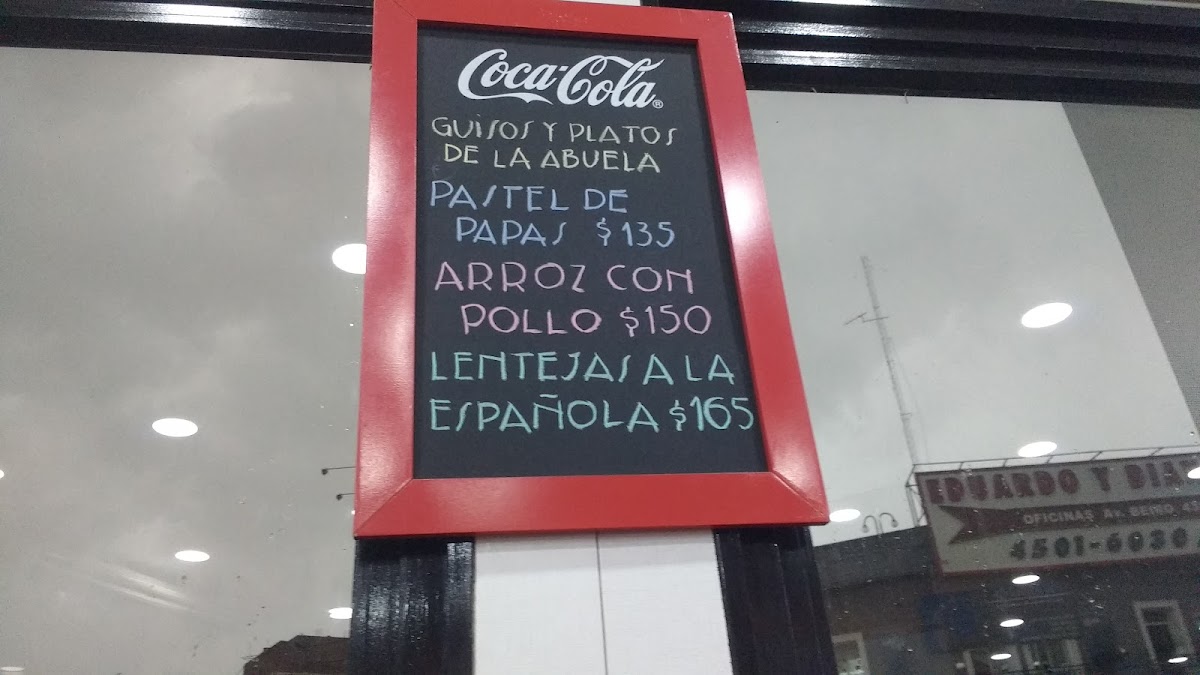 Coca-Cola®
GUISOS Y PLATOS
DE LA ABUELA
PASTEL DE
PAPAS $135
ARROZ CON
POLLO $150
LENTEJAS A LA
ESPAÑOLA $165
EDUARDO Y
OFICINAS Av.
4501-6030